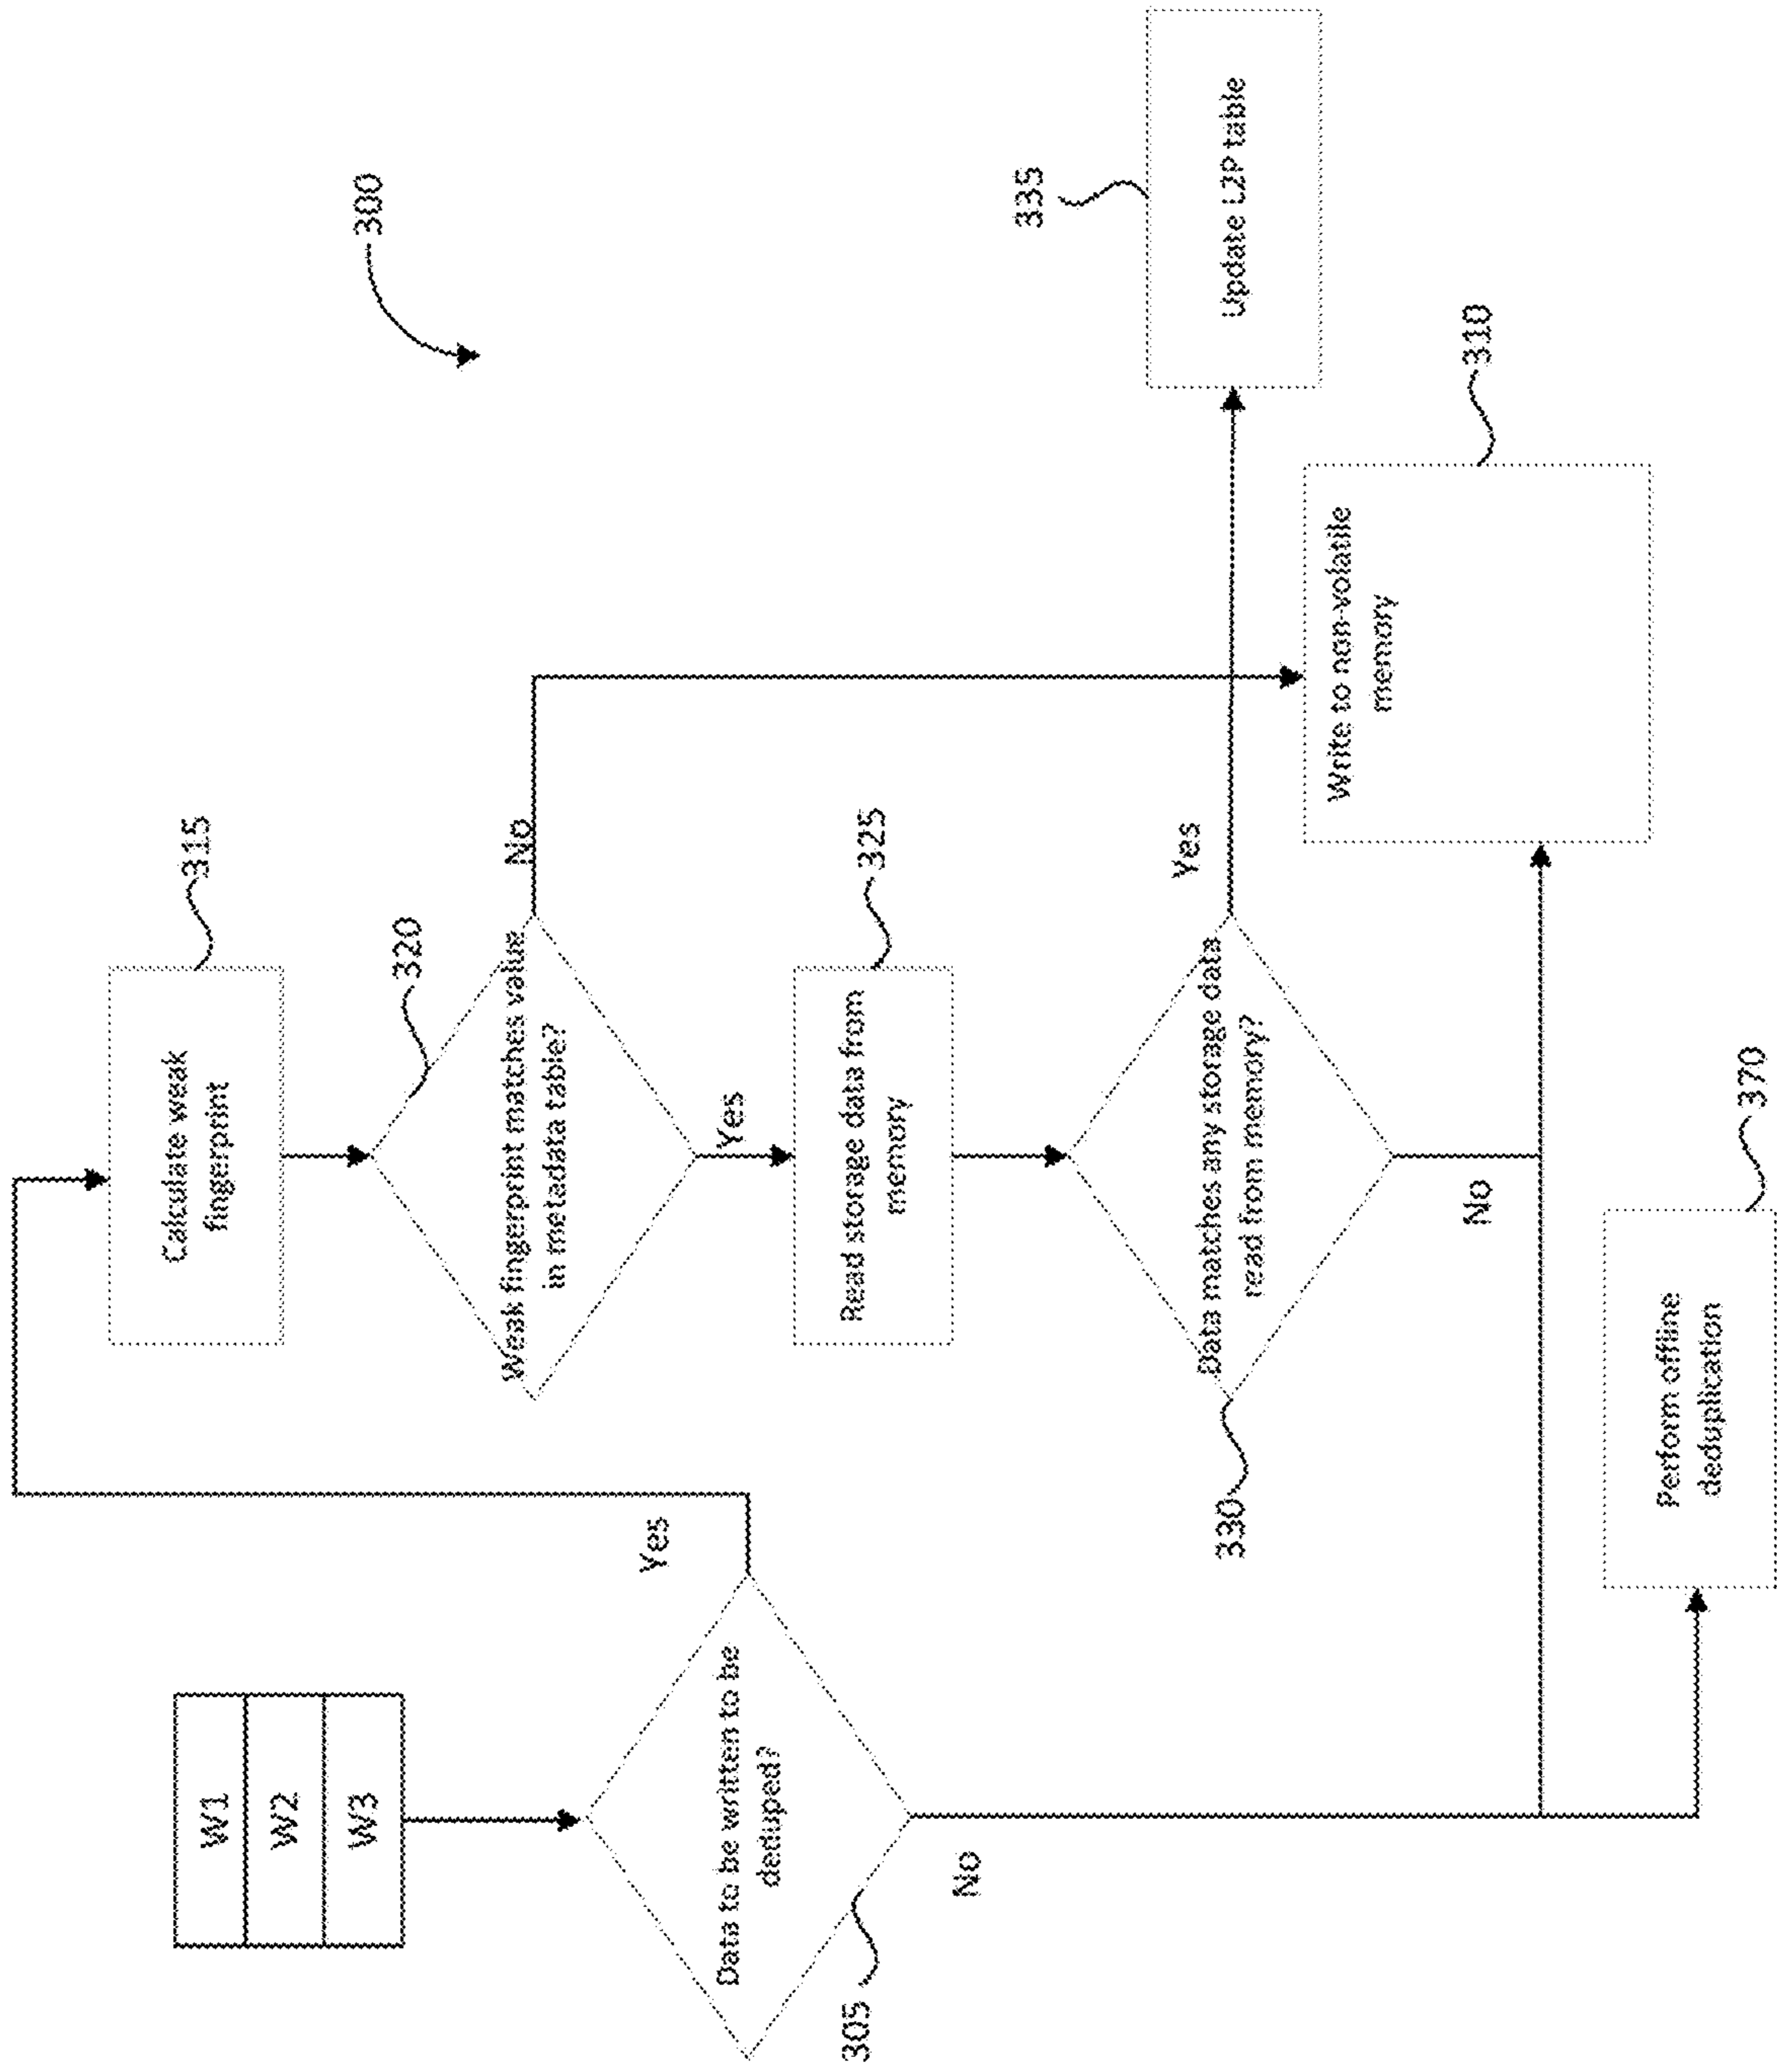 300
W1
W2
W3
Data to be written to be
deduped?
305
Yes
No
Calculate weak
fingerprint
315
Weak fingerprint matches value
in metadata table?
320
No
Yes
Read storage data from
memory
325
Data matches any storage data
read from memory?
330
Yes
No
Update L2P table
335
Write to non-volatile
memory
310
Perform offline
deduplication
370